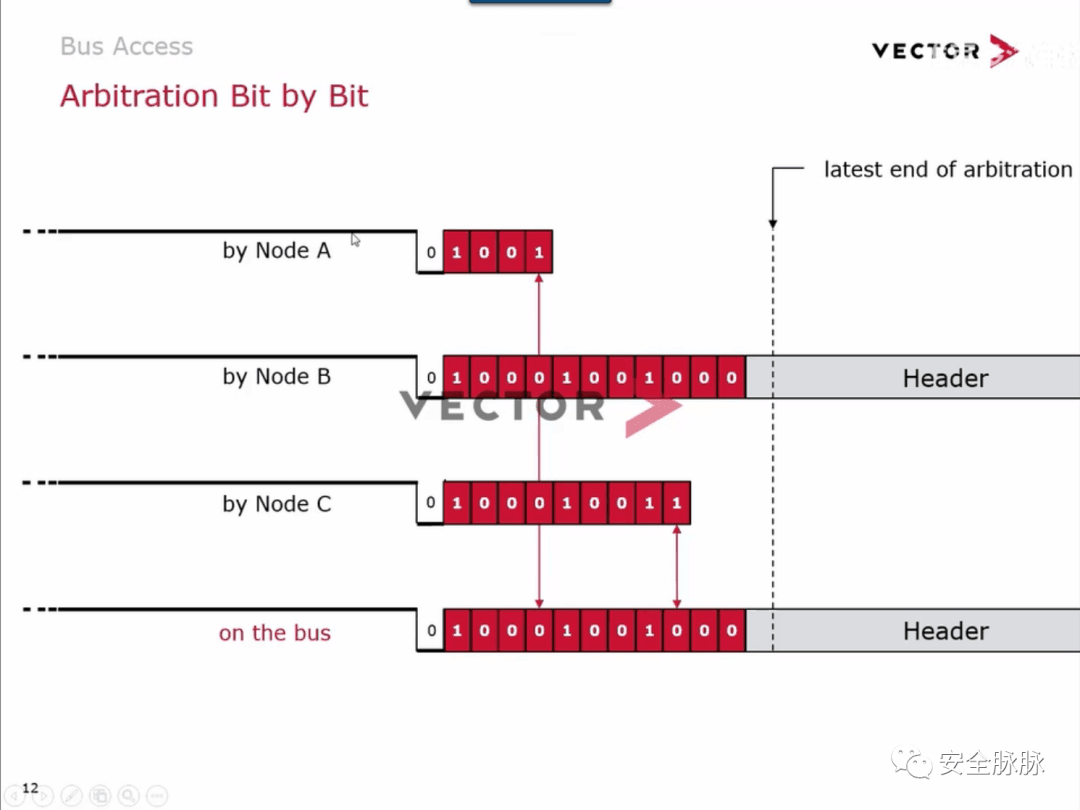 Bus Access
VECTOR
Arbitration Bit by Bit
latest end of arbitration
by Node A
0 1 0 0 1
by Node B
0 1 0 0 0 1 0 0 1 0 0 0
Header
VECTOR
by Node C
0 1 0 0 0 1 0 0 1 1
on the bus
0 1 0 0 0 1 0 0 1 0 0 0
Header
安全脉脉
12